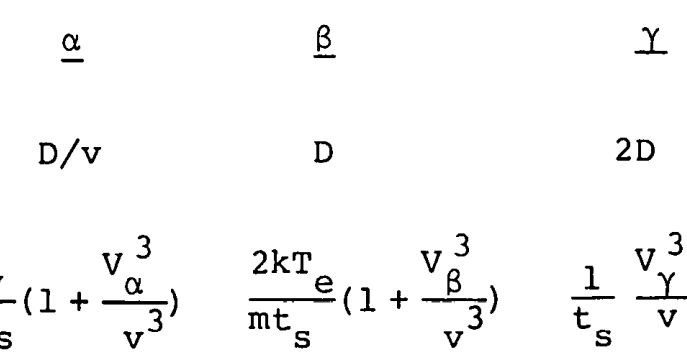 α β γ
D/v D 2D
(1 + V_α^3/v^3) 2kT_e/mt_s (1 + V_β^3/v^3) 1/t_s V_γ^3/v